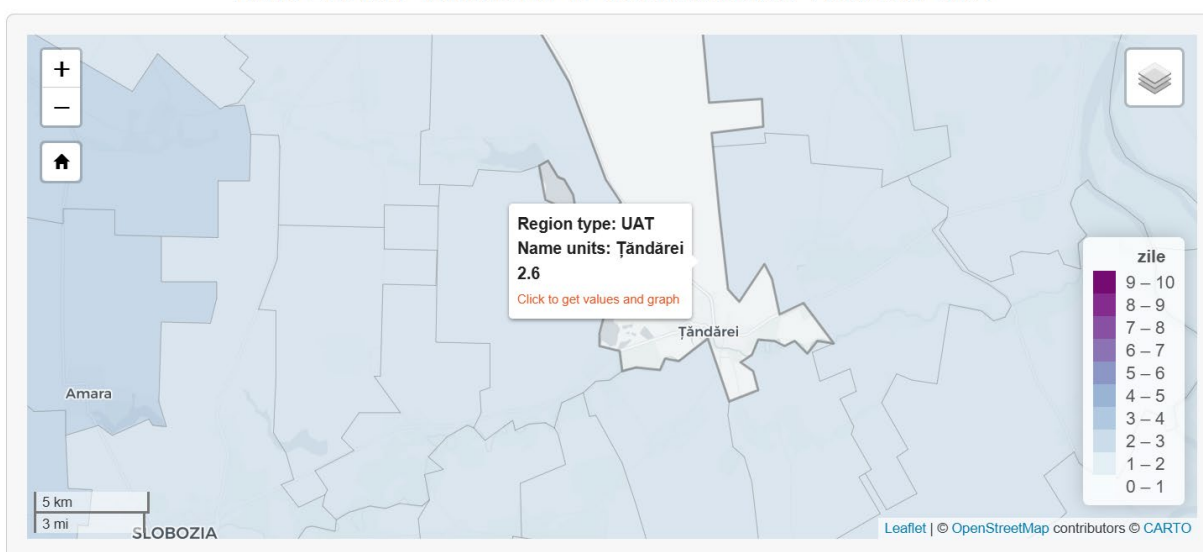 +
−
Region type: UAT
Name units: Țăndărei
2.6
Click to get values and graph
Țăndărei
Amara
SLOBOZIA
zile
9 – 10
8 – 9
7 – 8
6 – 7
5 – 6
4 – 5
3 – 4
2 – 3
1 – 2
0 – 1
5 km
3 mi
Leaflet | © OpenStreetMap contributors © CARTO